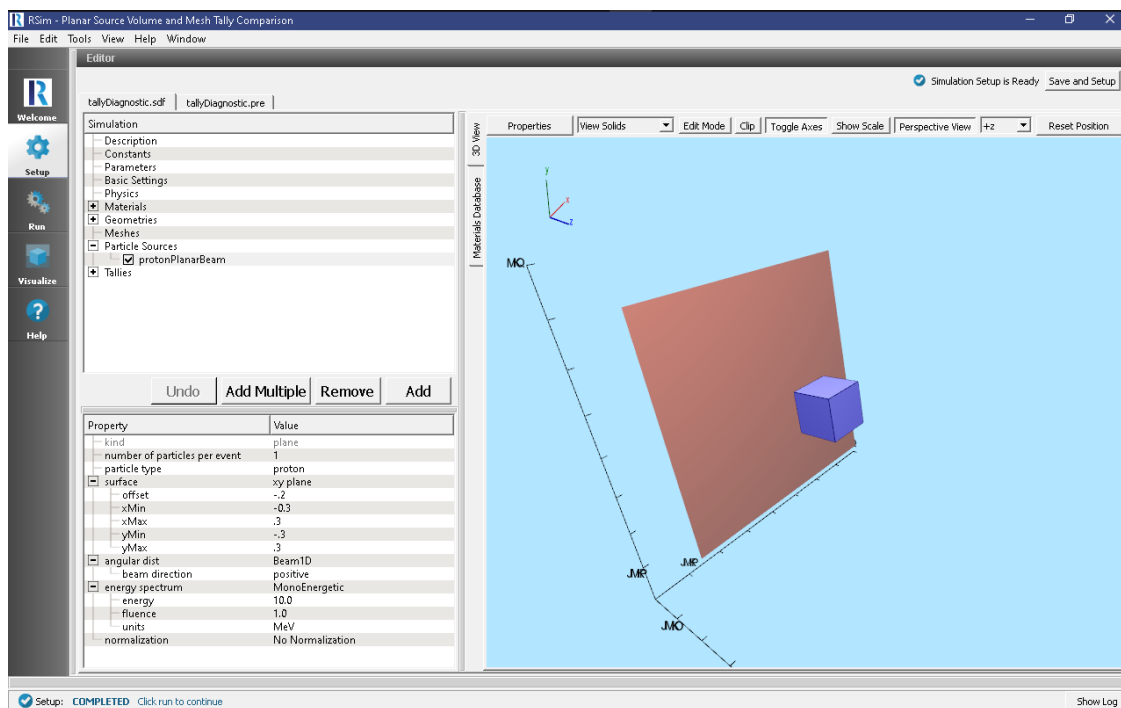 RSim - Planar Source Volume and Mesh Tally Comparison
File Edit Tools View Help Window
Editor
Simulation Setup is Ready Save and Setup
Welcome
Setup
Run
Visualize
Help
tallyDiagnostic.sdf tallyDiagnostic.pre
Simulation
Description
Constants
Parameters
Basic Settings
Physics
Materials
Geometries
Meshes
Particle Sources
protonPlanarBeam
Tallies
Undo Add Multiple Remove Add
Property Value
kind plane
number of particles per event 1
particle type proton
surface xy plane
offset -.2
xMin -0.3
xMax .3
yMin -.3
yMax .3
angular dist Beam1D
beam direction positive
energy spectrum MonoEnergetic
energy 10.0
fluence 1.0
units MeV
normalization No Normalization
3D View
Materials Database
Properties View Solids Edit Mode Clip Toggle Axes Show Scale Perspective View +z Reset Position
y
x
z
Setup: COMPLETED Click run to continue
Show Log